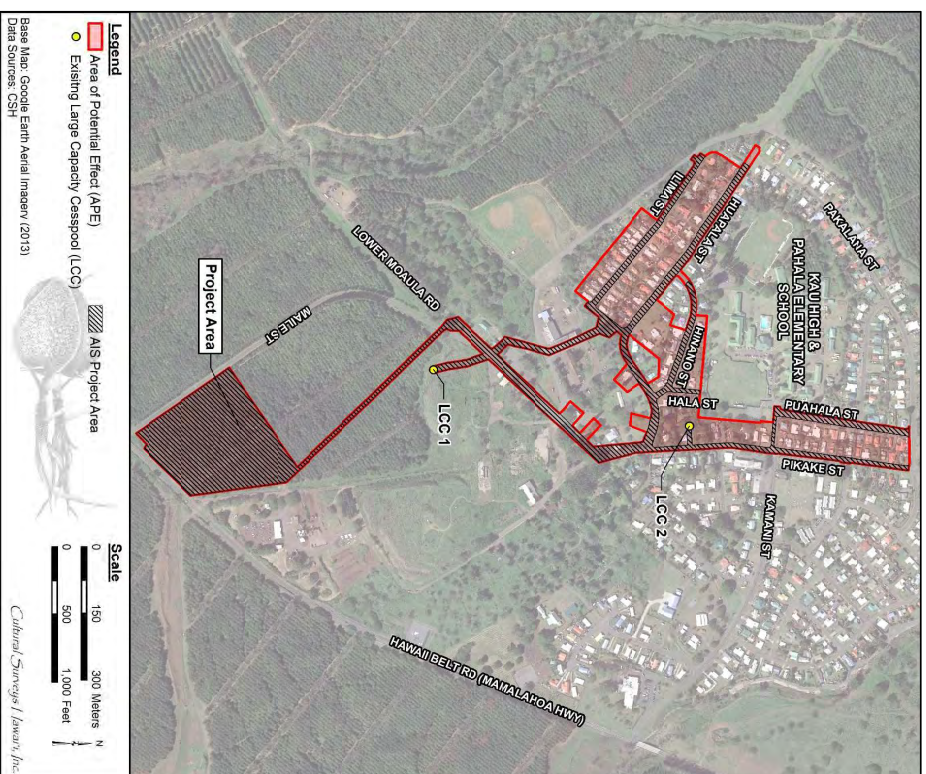 PAKALANA ST
KAU HIGH &
PAHALA ELEMENTARY
SCHOOL
HUAPALA ST
ILIMA ST
HINANO ST
HALA ST
PUAHALA ST
PIKAKE ST
KAMANI ST
LCC 2
LOWER MOAULA RD
LCC 1
MAILE ST
Project Area
HAWAII BELT RD (MAMALAHOA HWY)
Legend
Area of Potential Effect (APE)
AIS Project Area
Exisitng Large Capacity Cesspool (LCC)
Base Map: Google Earth Aerial Imagery (2013)
Data Sources: CSH
Scale
0 150 300 Meters
0 500 1,000 Feet
N
Cultural Surveys Hawai'i, Inc.